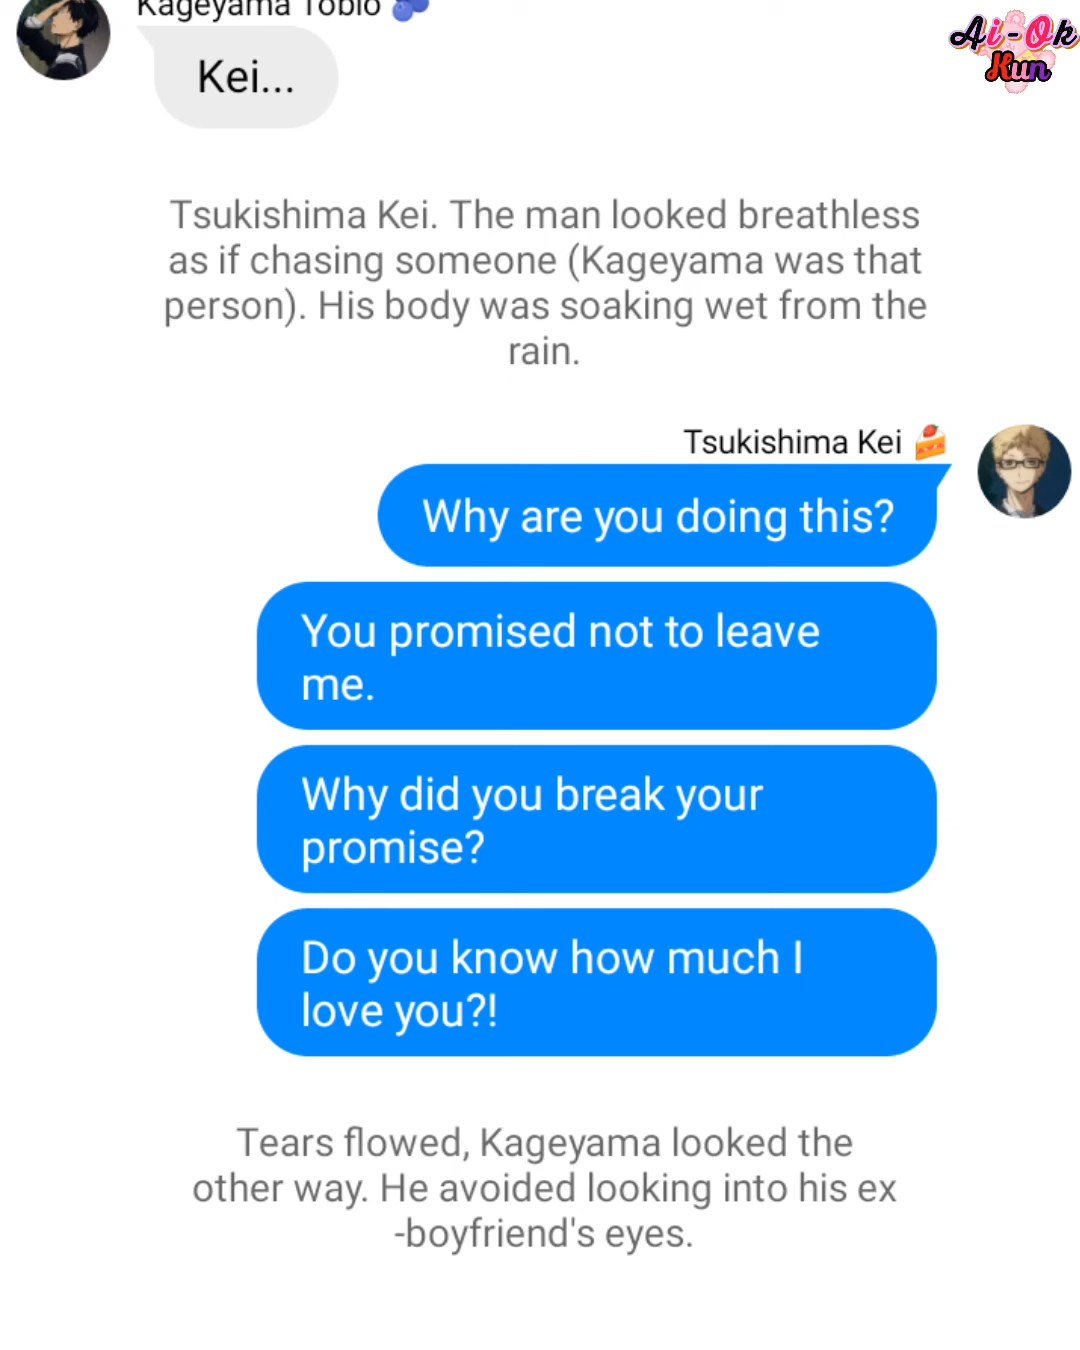 Kageyama Tobio 🫐
Ai-Ok
Kun
Kei...
Tsukishima Kei. The man looked breathless
as if chasing someone (Kageyama was that
person). His body was soaking wet from the
rain.
Tsukishima Kei 🍰
Why are you doing this?
You promised not to leave
me.
Why did you break your
promise?
Do you know how much I
love you?!
Tears flowed, Kageyama looked the
other way. He avoided looking into his ex
-boyfriend's eyes.